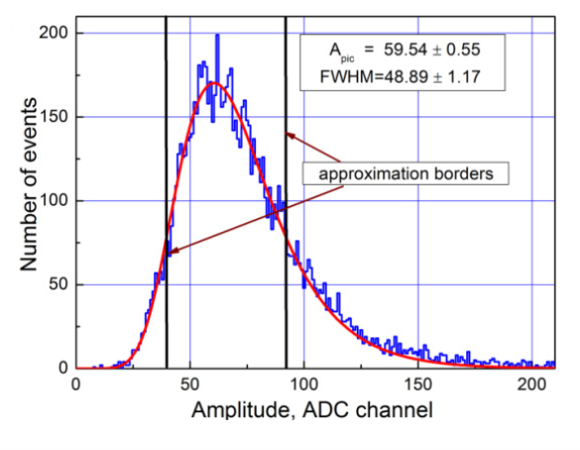 200
150
100
50
0
Number of events
A_pic = 59.54 ± 0.55
FWHM=48.89 ± 1.17
approximation borders
0 50 100 150 200
Amplitude, ADC channel